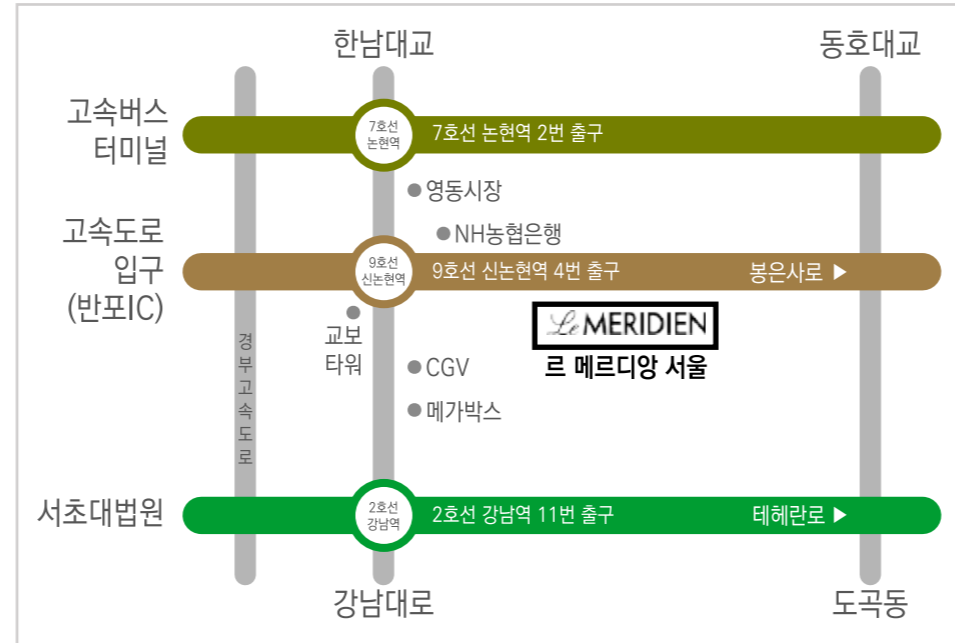 한남대교
동호대교
고속버스
터미널
7호선
논현역
7호선 논현역 2번 출구
영동시장
NH농협은행
고속도로
입구
(반포IC)
9호선
신논현역
9호선 신논현역 4번 출구
봉은사로 ▶
교보
타워
Le MERIDIEN
르 메르디앙 서울
경부고속도로
CGV
메가박스
서초대법원
2호선
강남역
2호선 강남역 11번 출구
테헤란로 ▶
강남대로
도곡동